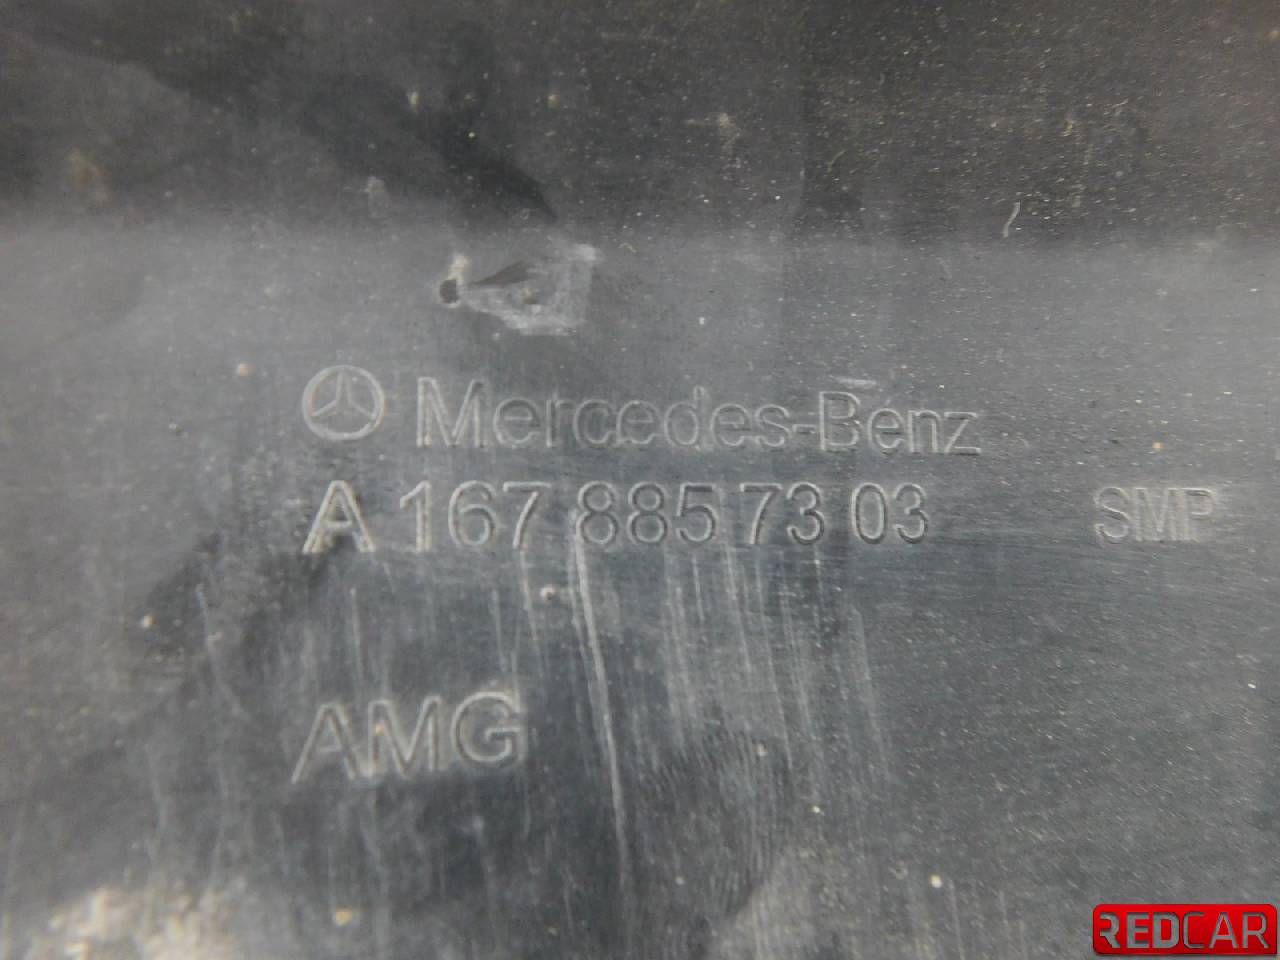 Mercedes-Benz
A 167 885 73 03 SMP
AMG
REDCAR